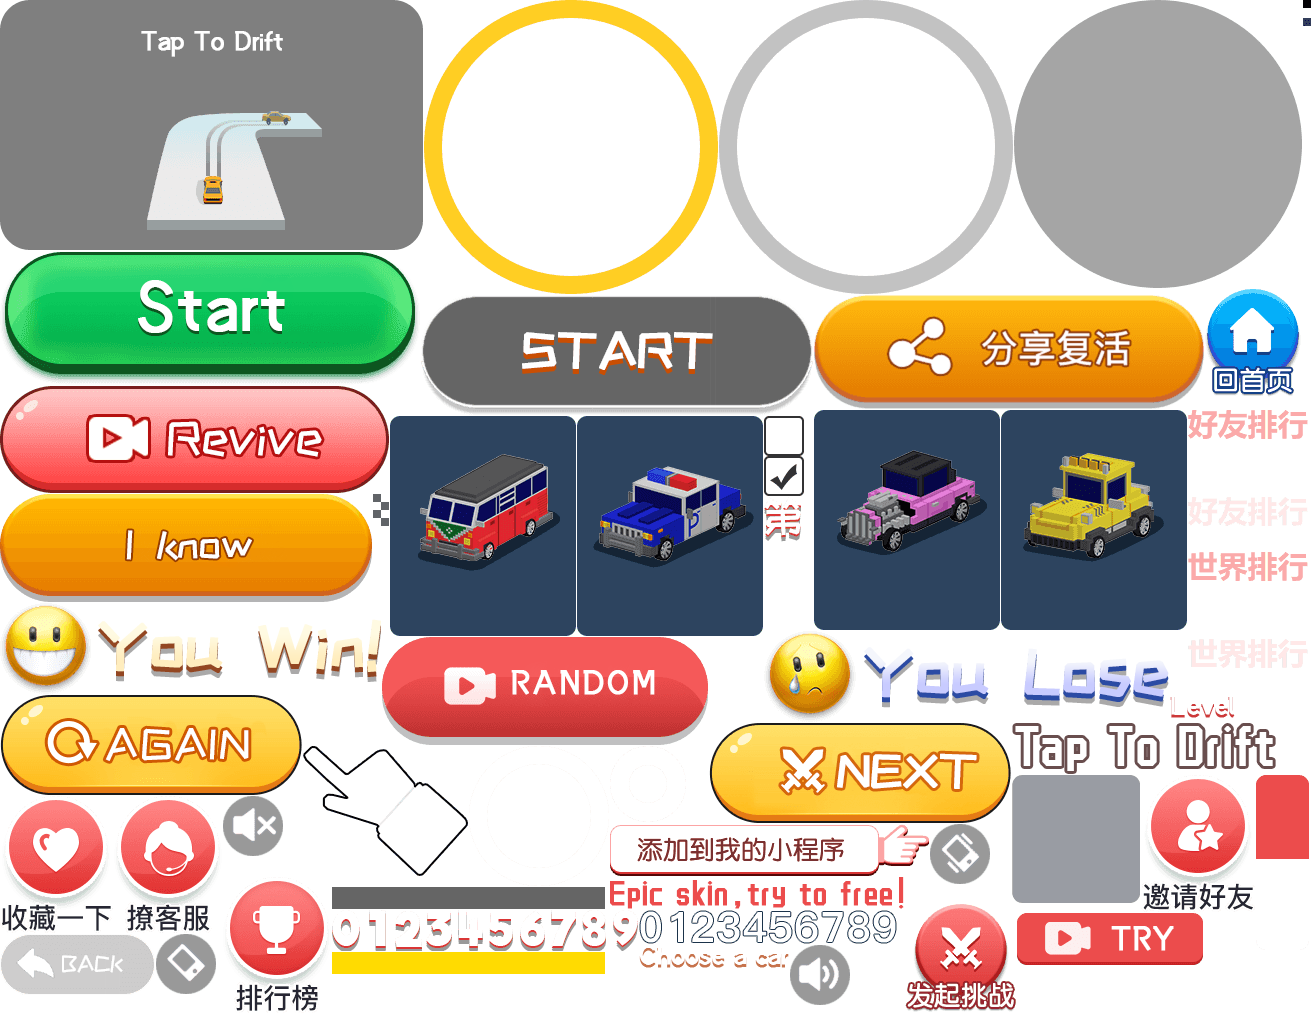 Tap To Drift
Start
START
分享复活
回首页
Revive
好友排行
I know
好友排行
第
世界排行
You Win!
世界排行
RANDOM
You Lose
Level
AGAIN
NEXT
Tap To Drift
添加到我的小程序
Epic skin,try to free!
收藏一下
撩客服
邀请好友
0123456789
0123456789
TRY
Choose a car
BACK
排行榜
发起挑战